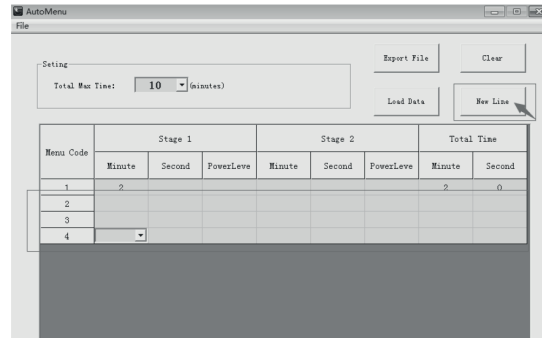 AutoMenu
File
Seting
Total Max Time: 10 (minutes)
Export File Clear
Load Data New Line
Menu Code Stage 1 Stage 2 Total Time
Minute Second PowerLeve Minute Second PowerLeve Minute Second
1 2 2 0
2
3
4